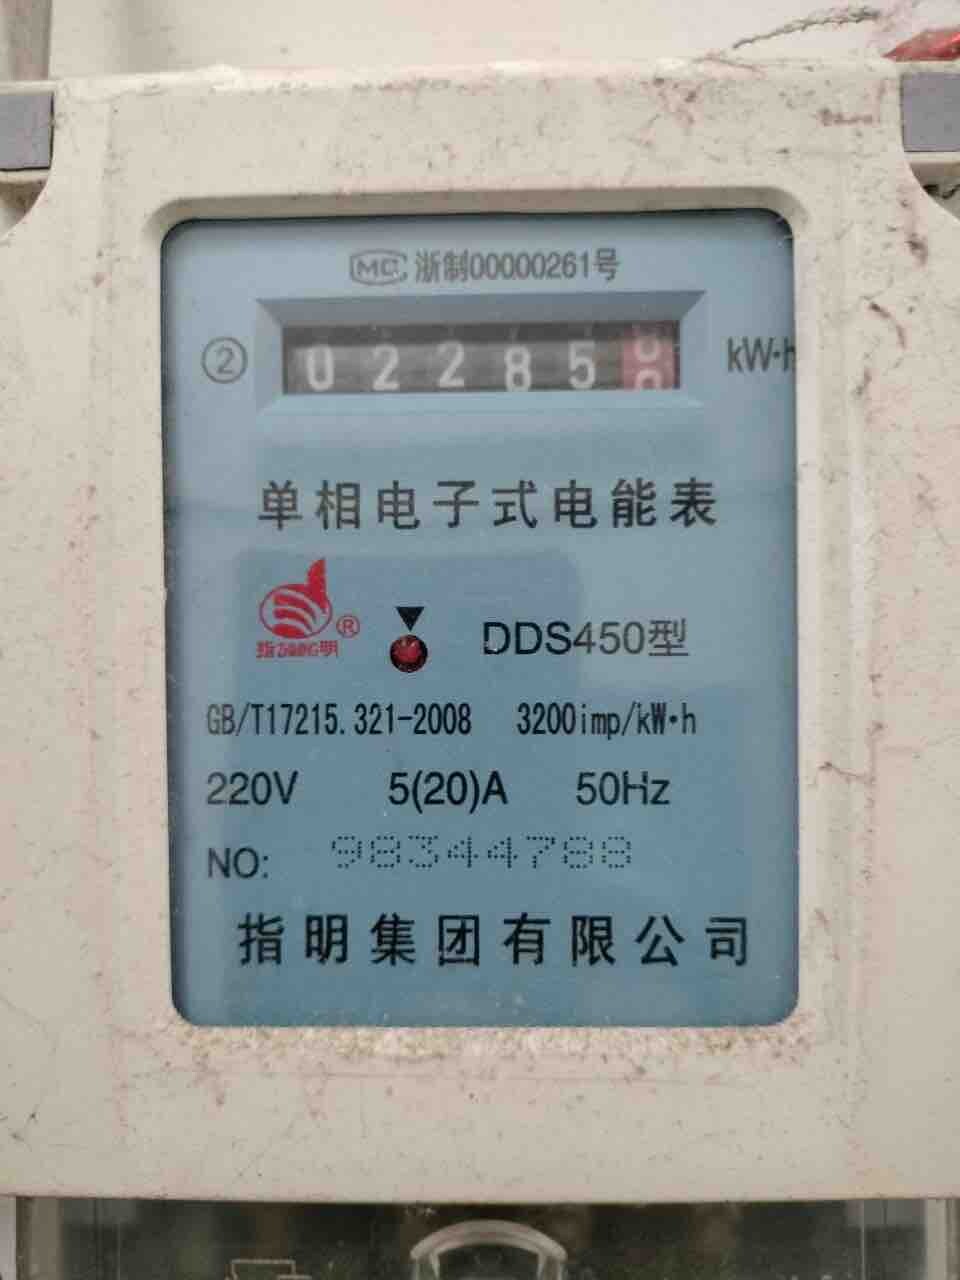 MC 浙制00000261号
② 02285 kW·h
单相电子式电能表
指明® DDS450型
GB/T17215.321-2008 3200imp/kW·h
220V 5(20)A 50Hz
NO: 98344788
指明集团有限公司